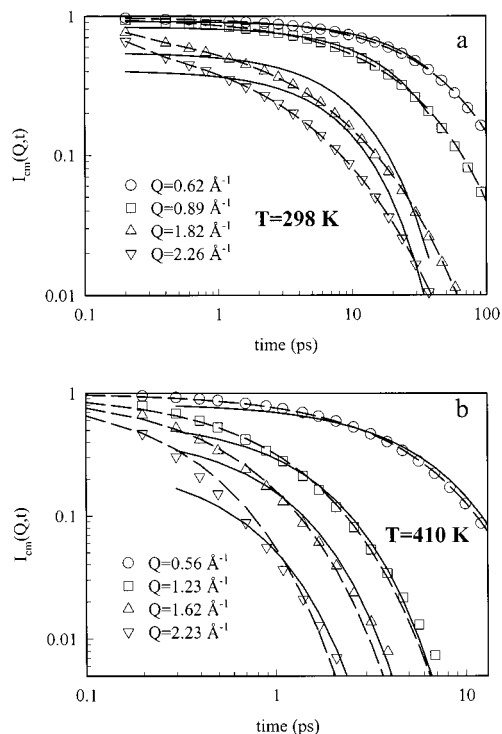 a
1
0.1
0.01
I_cm(Q,t)
Q=0.62 Å⁻¹
Q=0.89 Å⁻¹
Q=1.82 Å⁻¹
Q=2.26 Å⁻¹
T=298 K
0.1 1 10 100
time (ps)
b
1
0.1
0.01
I_cm(Q,t)
T=410 K
Q=0.56 Å⁻¹
Q=1.23 Å⁻¹
Q=1.62 Å⁻¹
Q=2.23 Å⁻¹
0.1 1 10
time (ps)